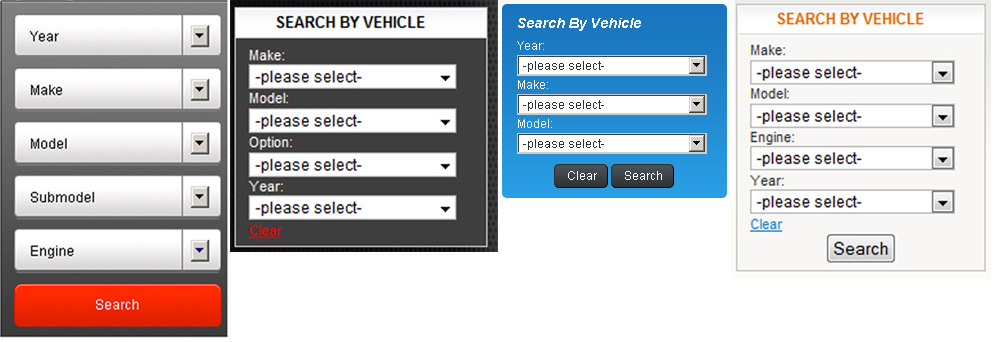 Year
Make
Model
Submodel
Engine
Search
SEARCH BY VEHICLE
Make:
-please select-
Model:
-please select-
Option:
-please select-
Year:
-please select-
Clear
Search By Vehicle
Year:
-please select-
Make:
-please select-
Model:
-please select-
Clear Search
SEARCH BY VEHICLE
Make:
-please select-
Model:
-please select-
Engine:
-please select-
Year:
-please select-
Clear
Search